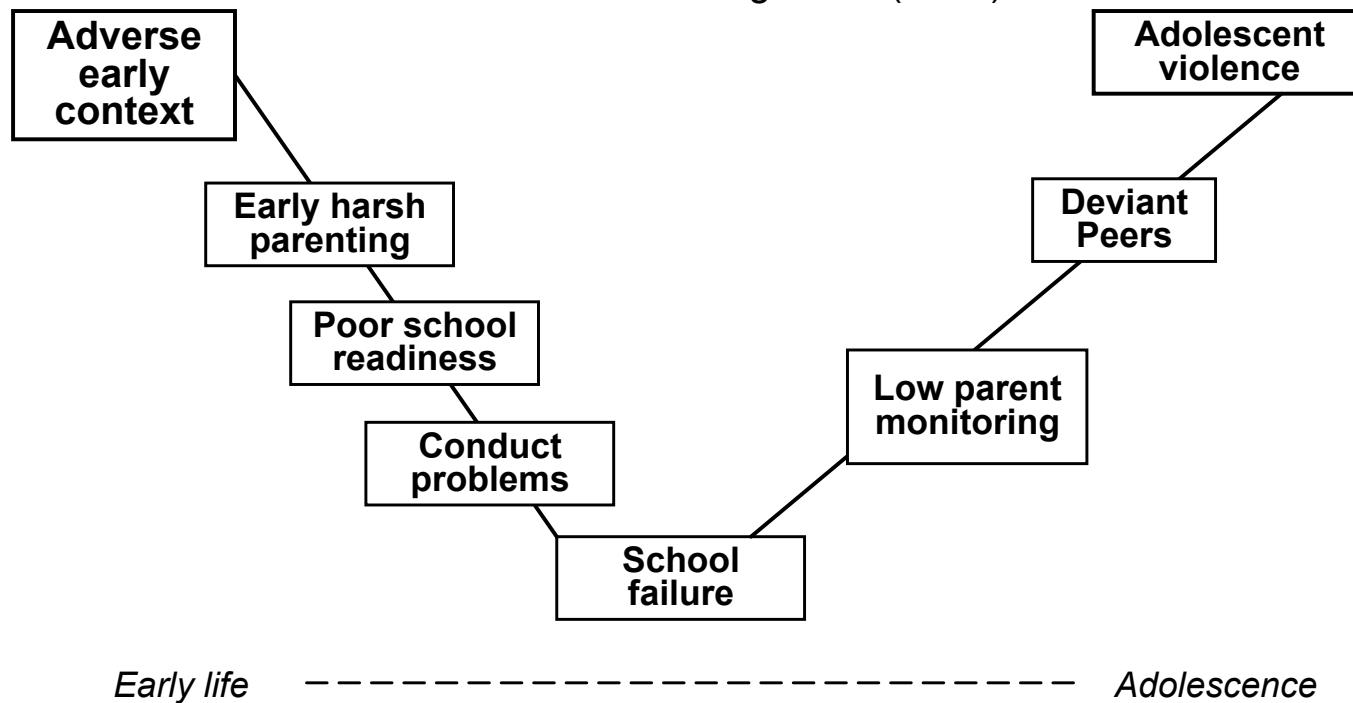 Adverse
early
context
Early harsh
parenting
Poor school
readiness
Conduct
problems
School
failure
Low parent
monitoring
Deviant
Peers
Adolescent
violence
Early life
Adolescence